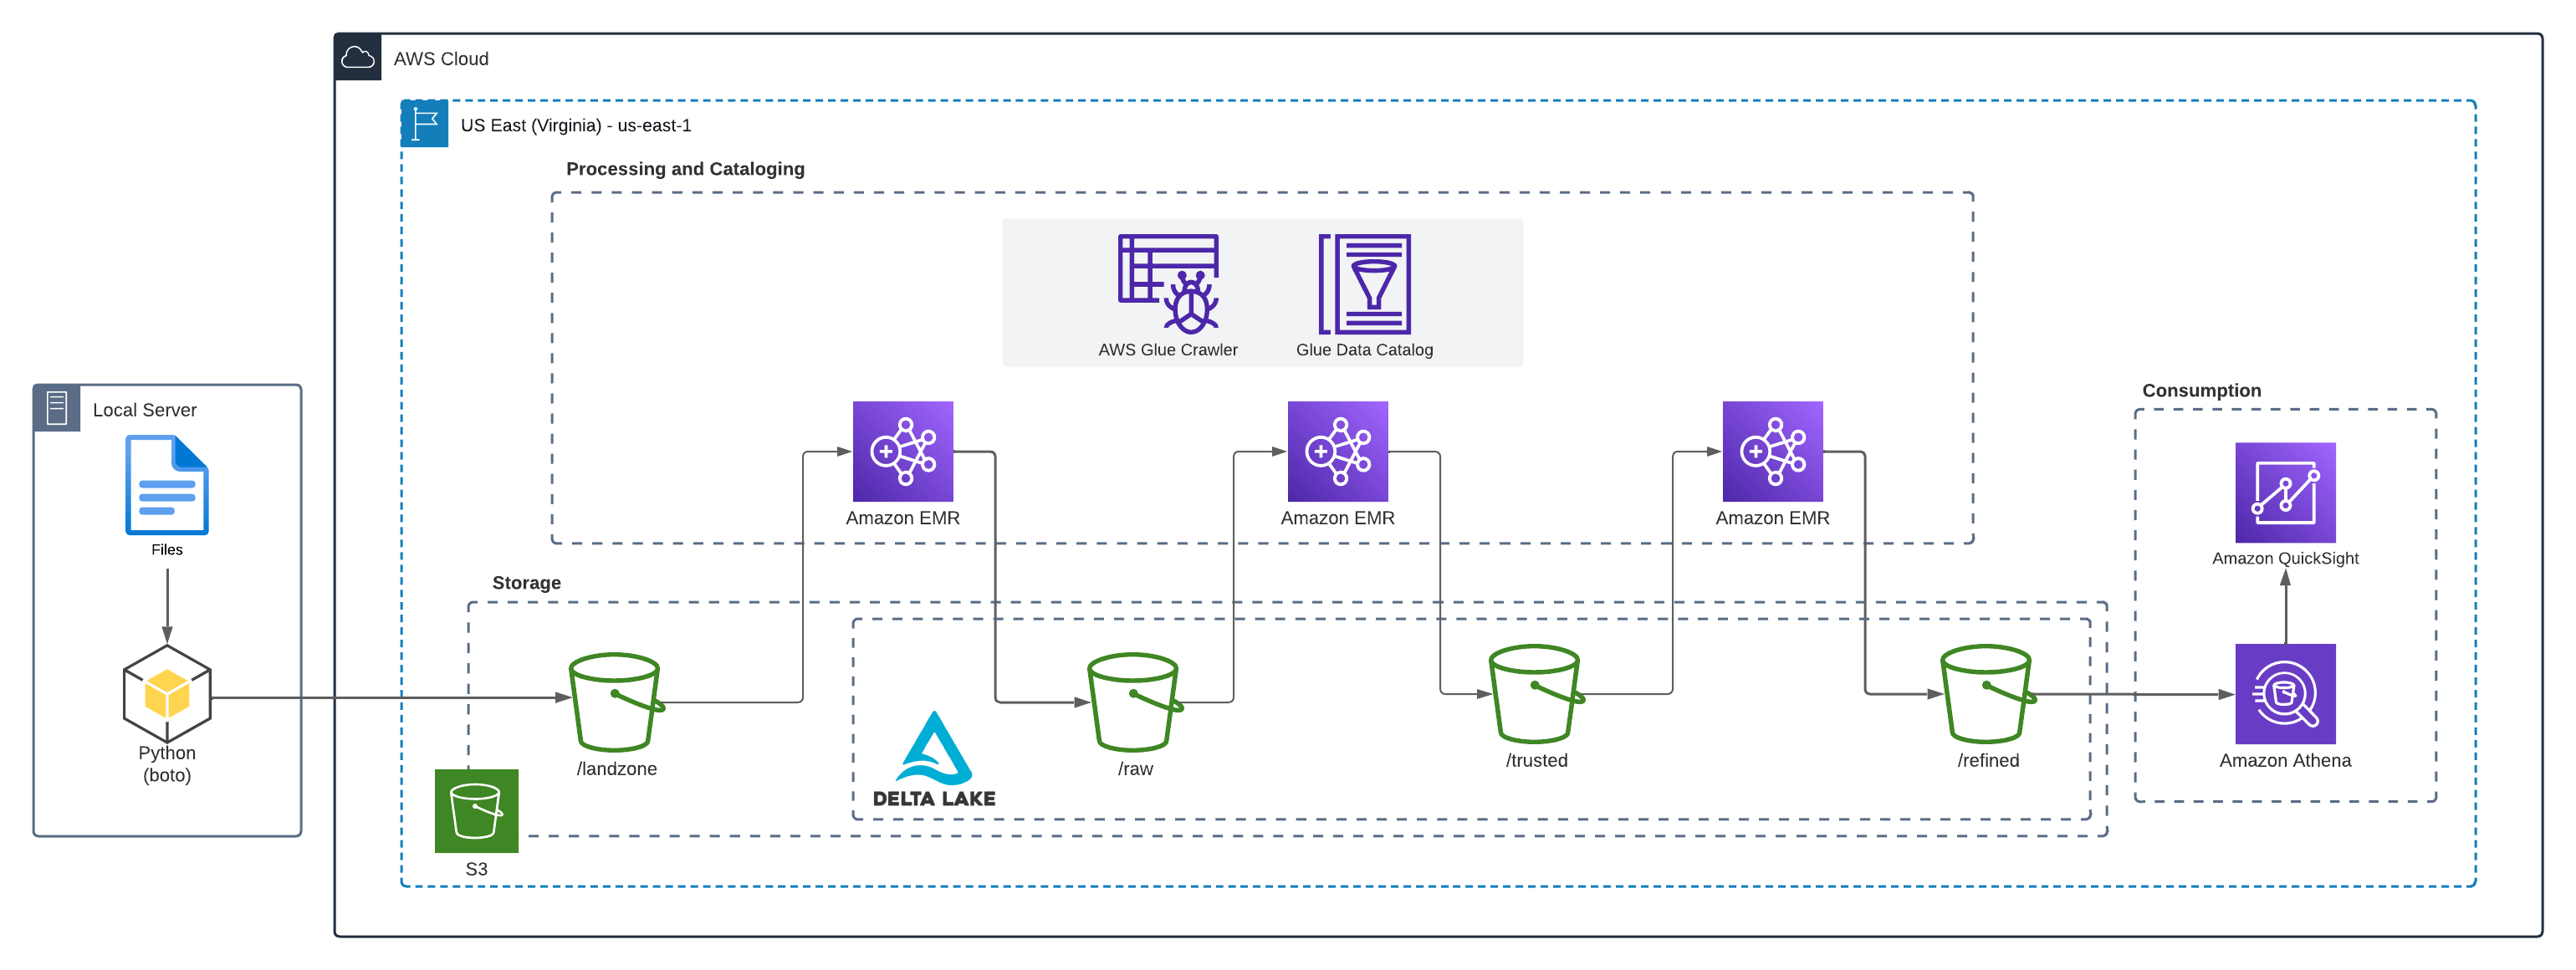 AWS Cloud
US East (Virginia) - us-east-1
Processing and Cataloging
AWS Glue Crawler
Glue Data Catalog
Local Server
Files
Python
(boto)
Amazon EMR
Amazon EMR
Amazon EMR
Storage
/landzone
DELTA LAKE
/raw
/trusted
/refined
S3
Consumption
Amazon QuickSight
Amazon Athena